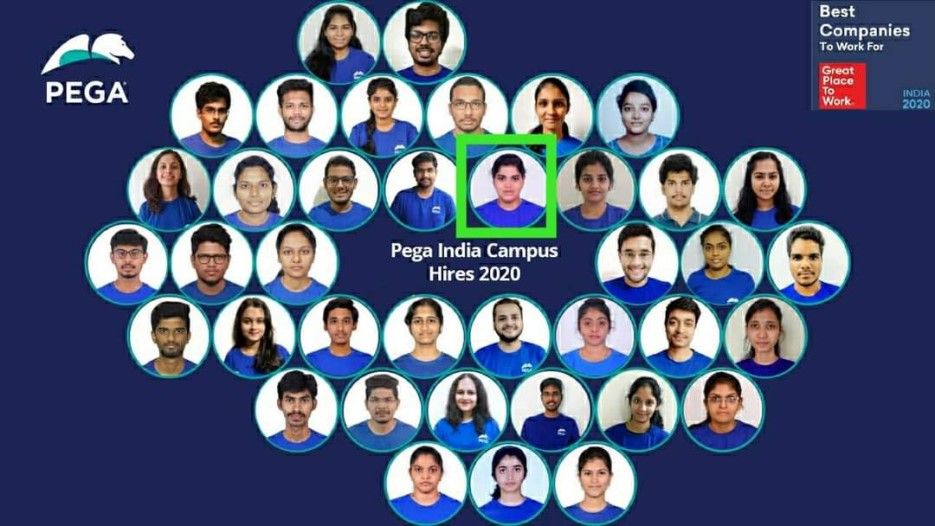 PEGA
Best
Companies
To Work For
Great
Place
To
Work.
INDIA
2020
Pega India Campus
Hires 2020